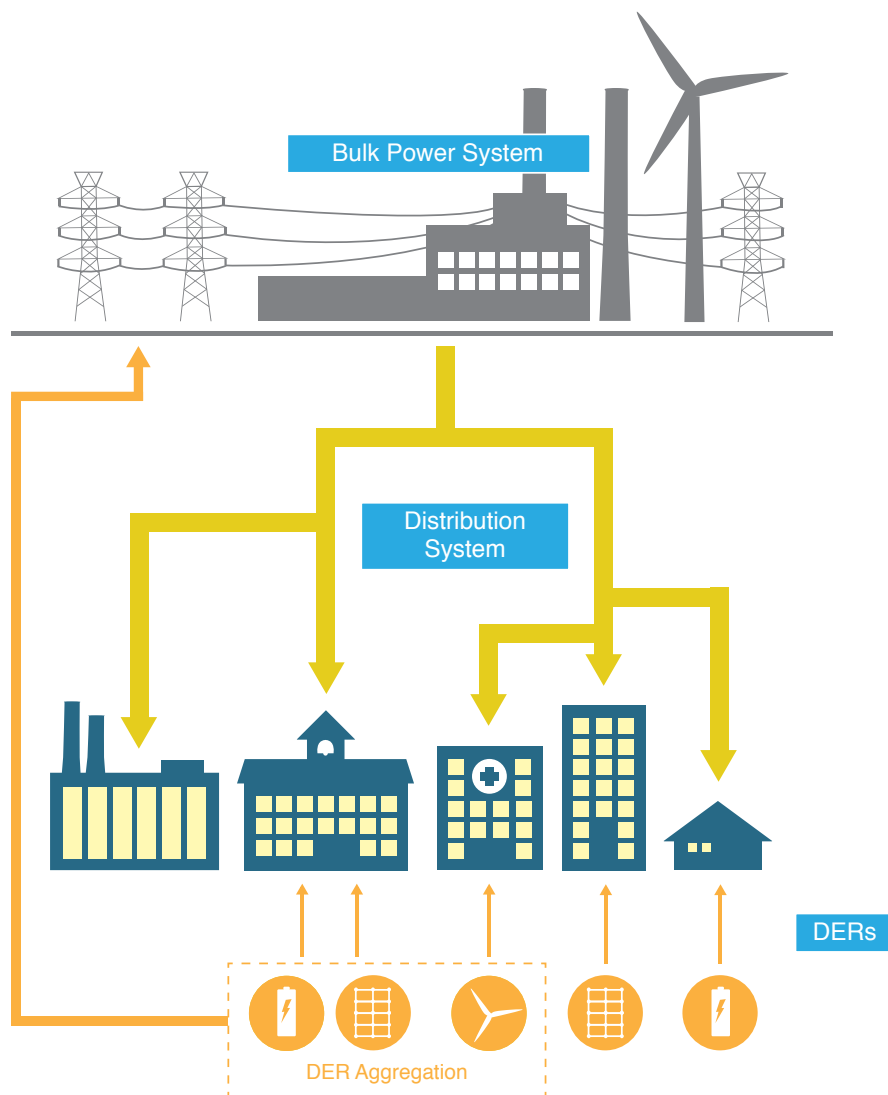 Bulk Power System
Distribution
System
DERs
DER Aggregation